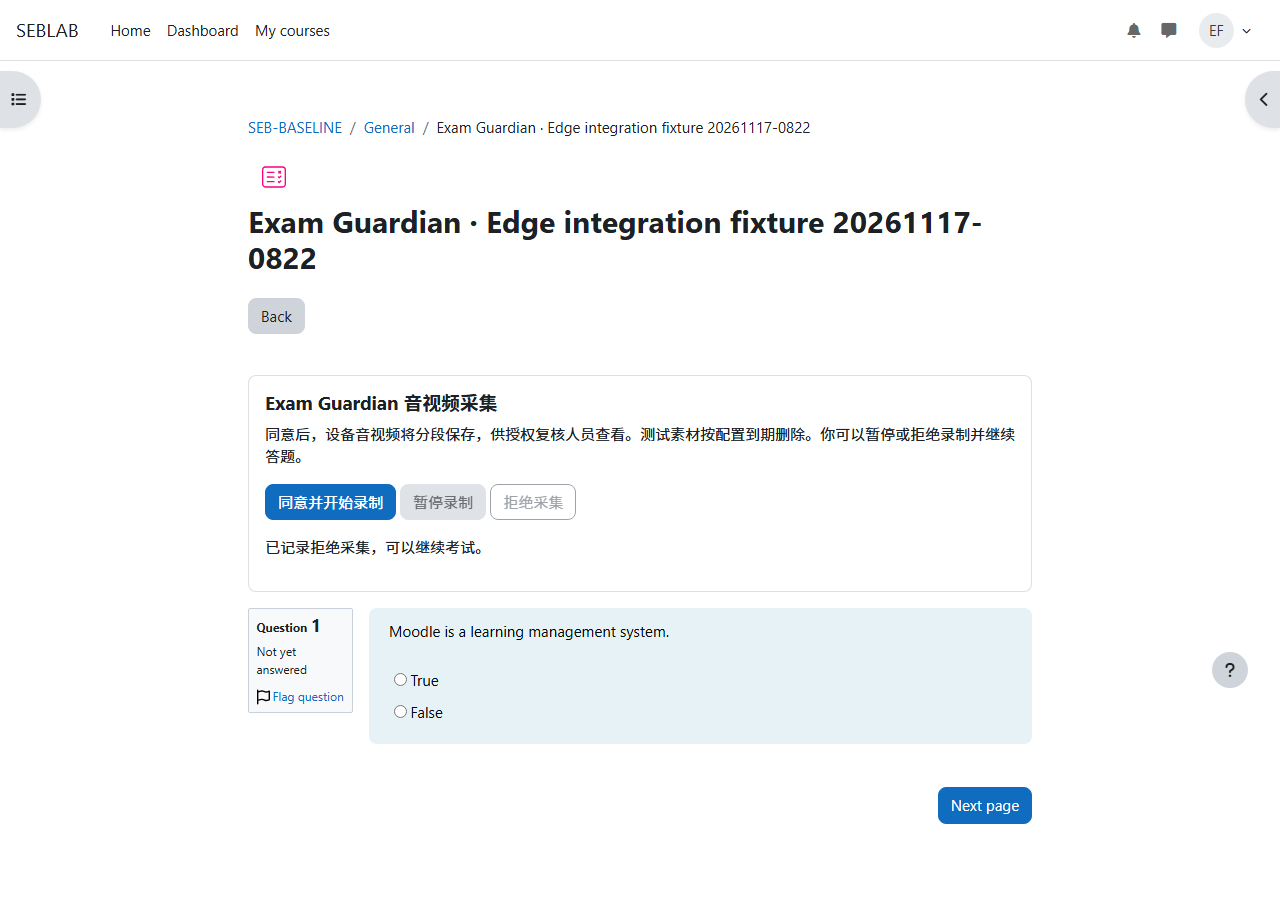 SEBLAB Home Dashboard My courses EF
SEB-BASELINE / General / Exam Guardian · Edge integration fixture 20261117-0822
Exam Guardian · Edge integration fixture 20261117-
0822
Back
Exam Guardian 音视频采集
同意后，设备音视频将分段保存，供授权复核人员查看。测试素材按配置到期删除。你可以暂停或拒绝录制并继续
答题。
同意并开始录制 暂停录制 拒绝采集
已记录拒绝采集，可以继续考试。
Question 1
Not yet
answered
Flag question
Moodle is a learning management system.
True
False
?
Next page